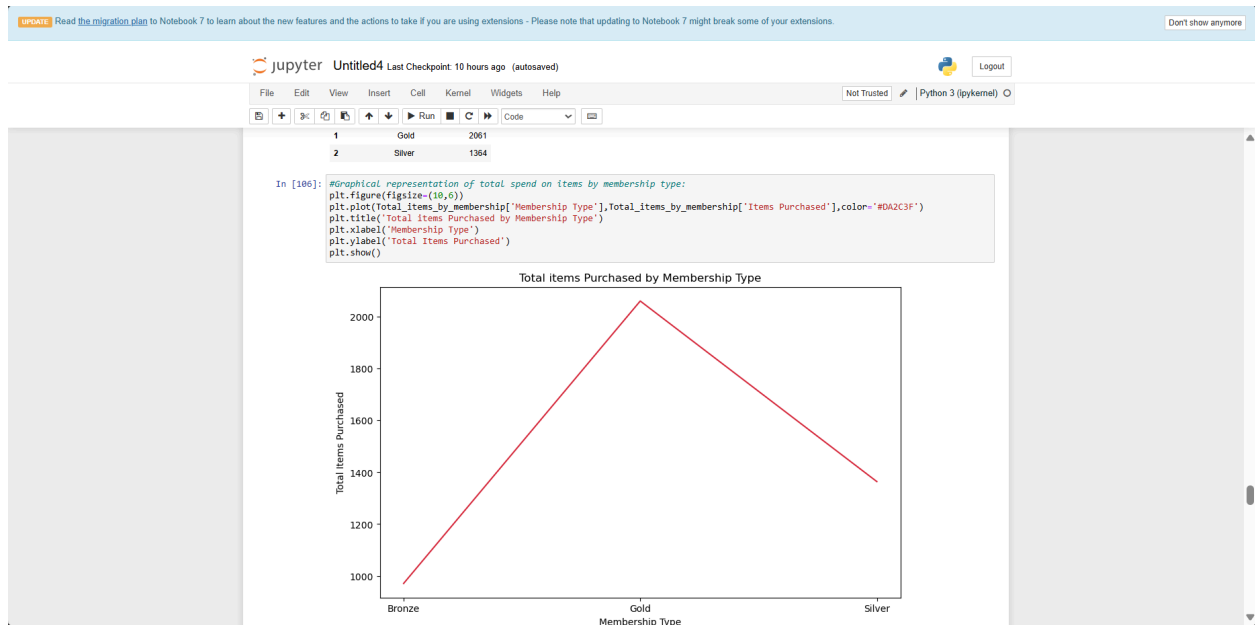 UPDATE Read the migration plan to Notebook 7 to learn about the new features and the actions to take if you are using extensions - Please note that updating to Notebook 7 might break some of your extensions.
Don't show anymore
jupyter Untitled4 Last Checkpoint: 10 hours ago (autosaved)
Logout
File Edit View Insert Cell Kernel Widgets Help
Not Trusted Python 3 (ipykernel)
Run Code
1 Gold 2061
2 Silver 1364
In [106]: #Graphical representation of total spend on items by membership type:
plt.figure(figsize=(10,6))
plt.plot(Total_items_by_membership['Membership Type'],Total_items_by_membership['Items Purchased'],color='#DA2C3F')
plt.title('Total items Purchased by Membership Type')
plt.xlabel('Membership Type')
plt.ylabel('Total Items Purchased')
plt.show()
Total items Purchased by Membership Type
Total Items Purchased
2000
1800
1600
1400
1200
1000
Bronze Gold Silver
Membership Type